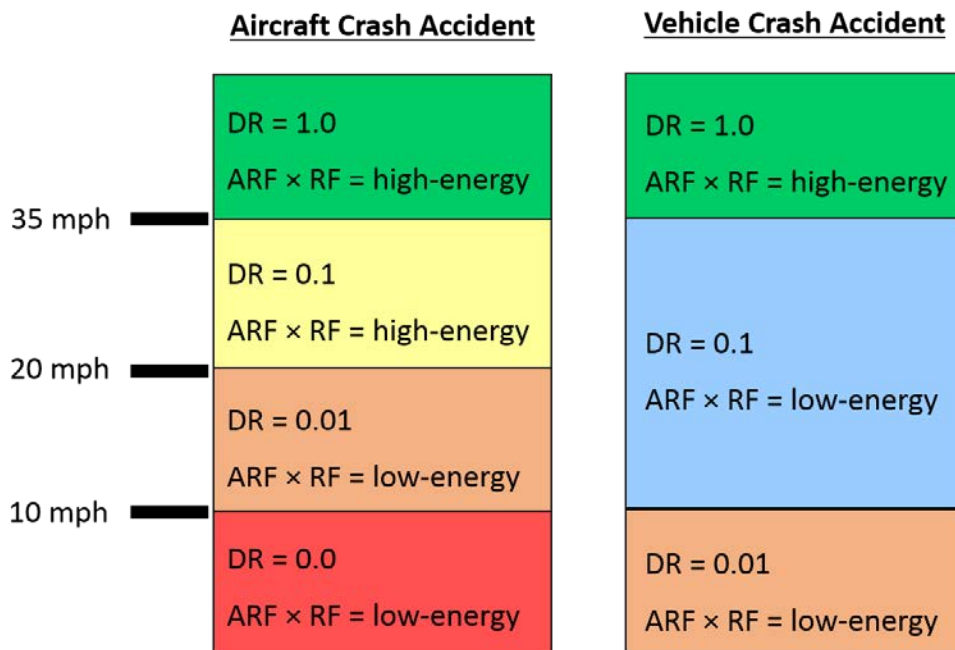 Aircraft Crash Accident
Vehicle Crash Accident
DR = 1.0
ARF × RF = high-energy
DR = 1.0
ARF × RF = high-energy
35 mph
DR = 0.1
ARF × RF = high-energy
DR = 0.1
ARF × RF = low-energy
20 mph
DR = 0.01
ARF × RF = low-energy
10 mph
DR = 0.0
ARF × RF = low-energy
DR = 0.01
ARF × RF = low-energy